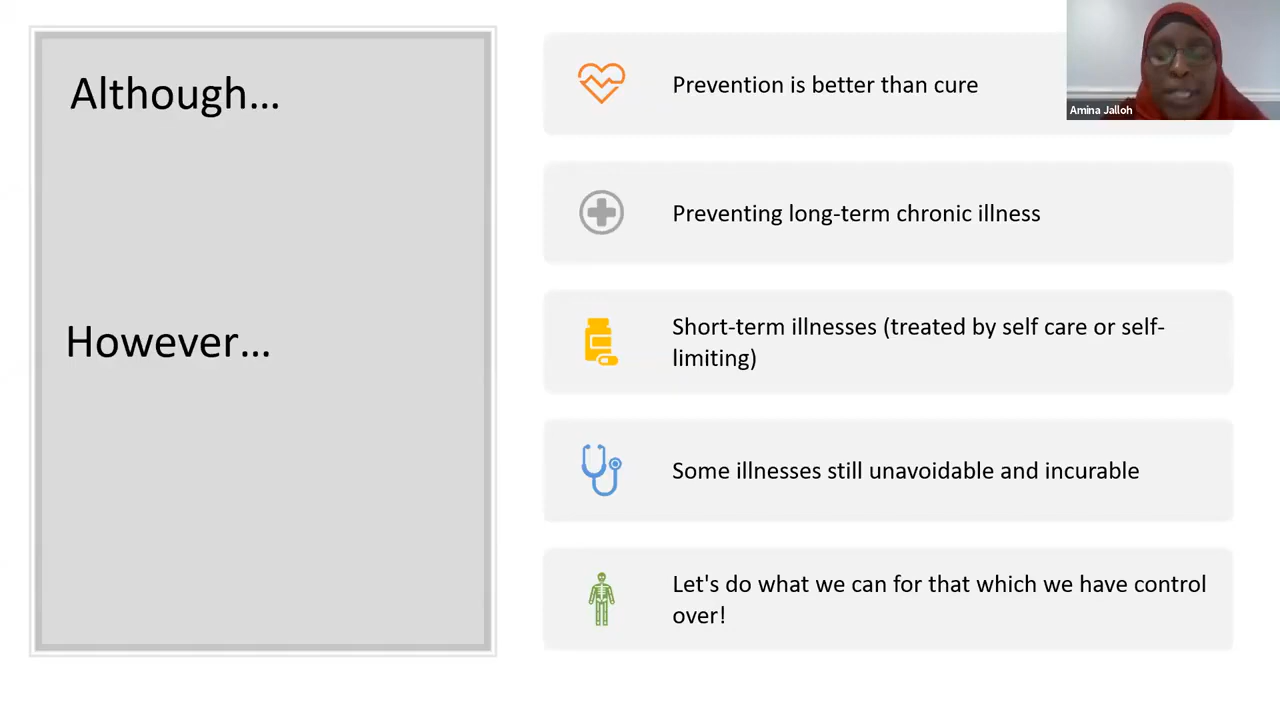 Although…
However…
Prevention is better than cure
Preventing long-term chronic illness
Short-term illnesses (treated by self care or self-
limiting)
Some illnesses still unavoidable and incurable
Let's do what we can for that which we have control
over!
Amina Jalloh